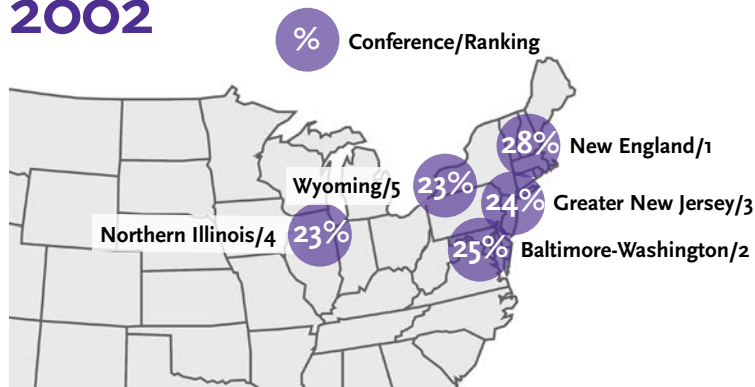 2002
% Conference/Ranking
28% New England/1
Wyoming/5 23%
24% Greater New Jersey/3
Northern Illinois/4 23%
25% Baltimore-Washington/2